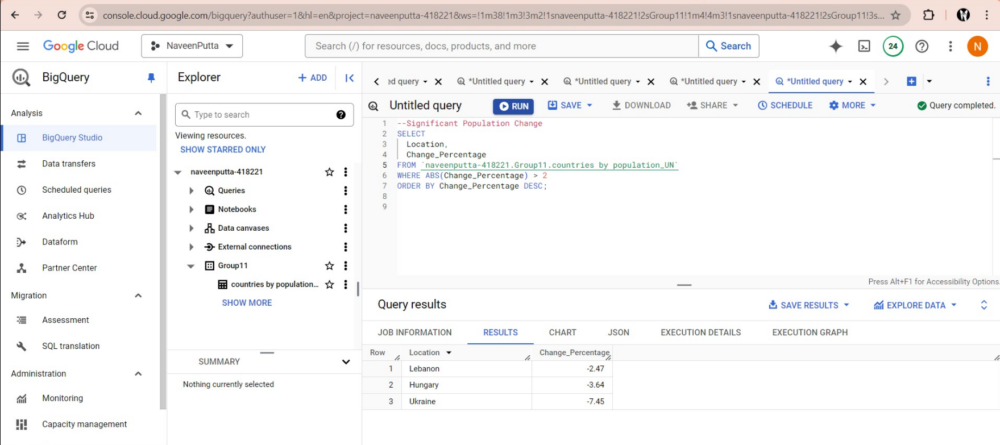 console.cloud.google.com/bigquery?authuser=1&hl=en&project=naveenputta-418221&ws=!1m38!1m3!3m2!1snaveenputta-418221!2sGroup11!1m4!4m3!1snaveenputta-418221!2sGroup11!3s...
Google Cloud
NaveenPutta
Search (/) for resources, docs, products, and more
Search
24
N
BigQuery
Analysis
BigQuery Studio
Data transfers
Scheduled queries
Analytics Hub
Dataform
Partner Center
Migration
Assessment
SQL translation
Administration
Monitoring
Capacity management
Explorer
+ ADD
Type to search
Viewing resources.
SHOW STARRED ONLY
naveenputta-418221
Queries
Notebooks
Data canvases
External connections
Group11
countries by population...
SHOW MORE
SUMMARY
Nothing currently selected
ed query
*Untitled query
*Untitled query
*Untitled query
*Untitled query
Untitled query
RUN
SAVE
DOWNLOAD
SHARE
SCHEDULE
MORE
Query completed.
1 --Significant Population Change
2 SELECT
3 Location,
4 Change_Percentage
5 FROM `naveenputta-418221.Group11.countries by population_UN`
6 WHERE ABS(Change_Percentage) > 2
7 ORDER BY Change_Percentage DESC;
8
9
Press Alt+F1 for Accessibility Options.
Query results
SAVE RESULTS
EXPLORE DATA
JOB INFORMATION
RESULTS
CHART
JSON
EXECUTION DETAILS
EXECUTION GRAPH
Row Location Change_Percentage
1 Lebanon -2.47
2 Hungary -3.64
3 Ukraine -7.45